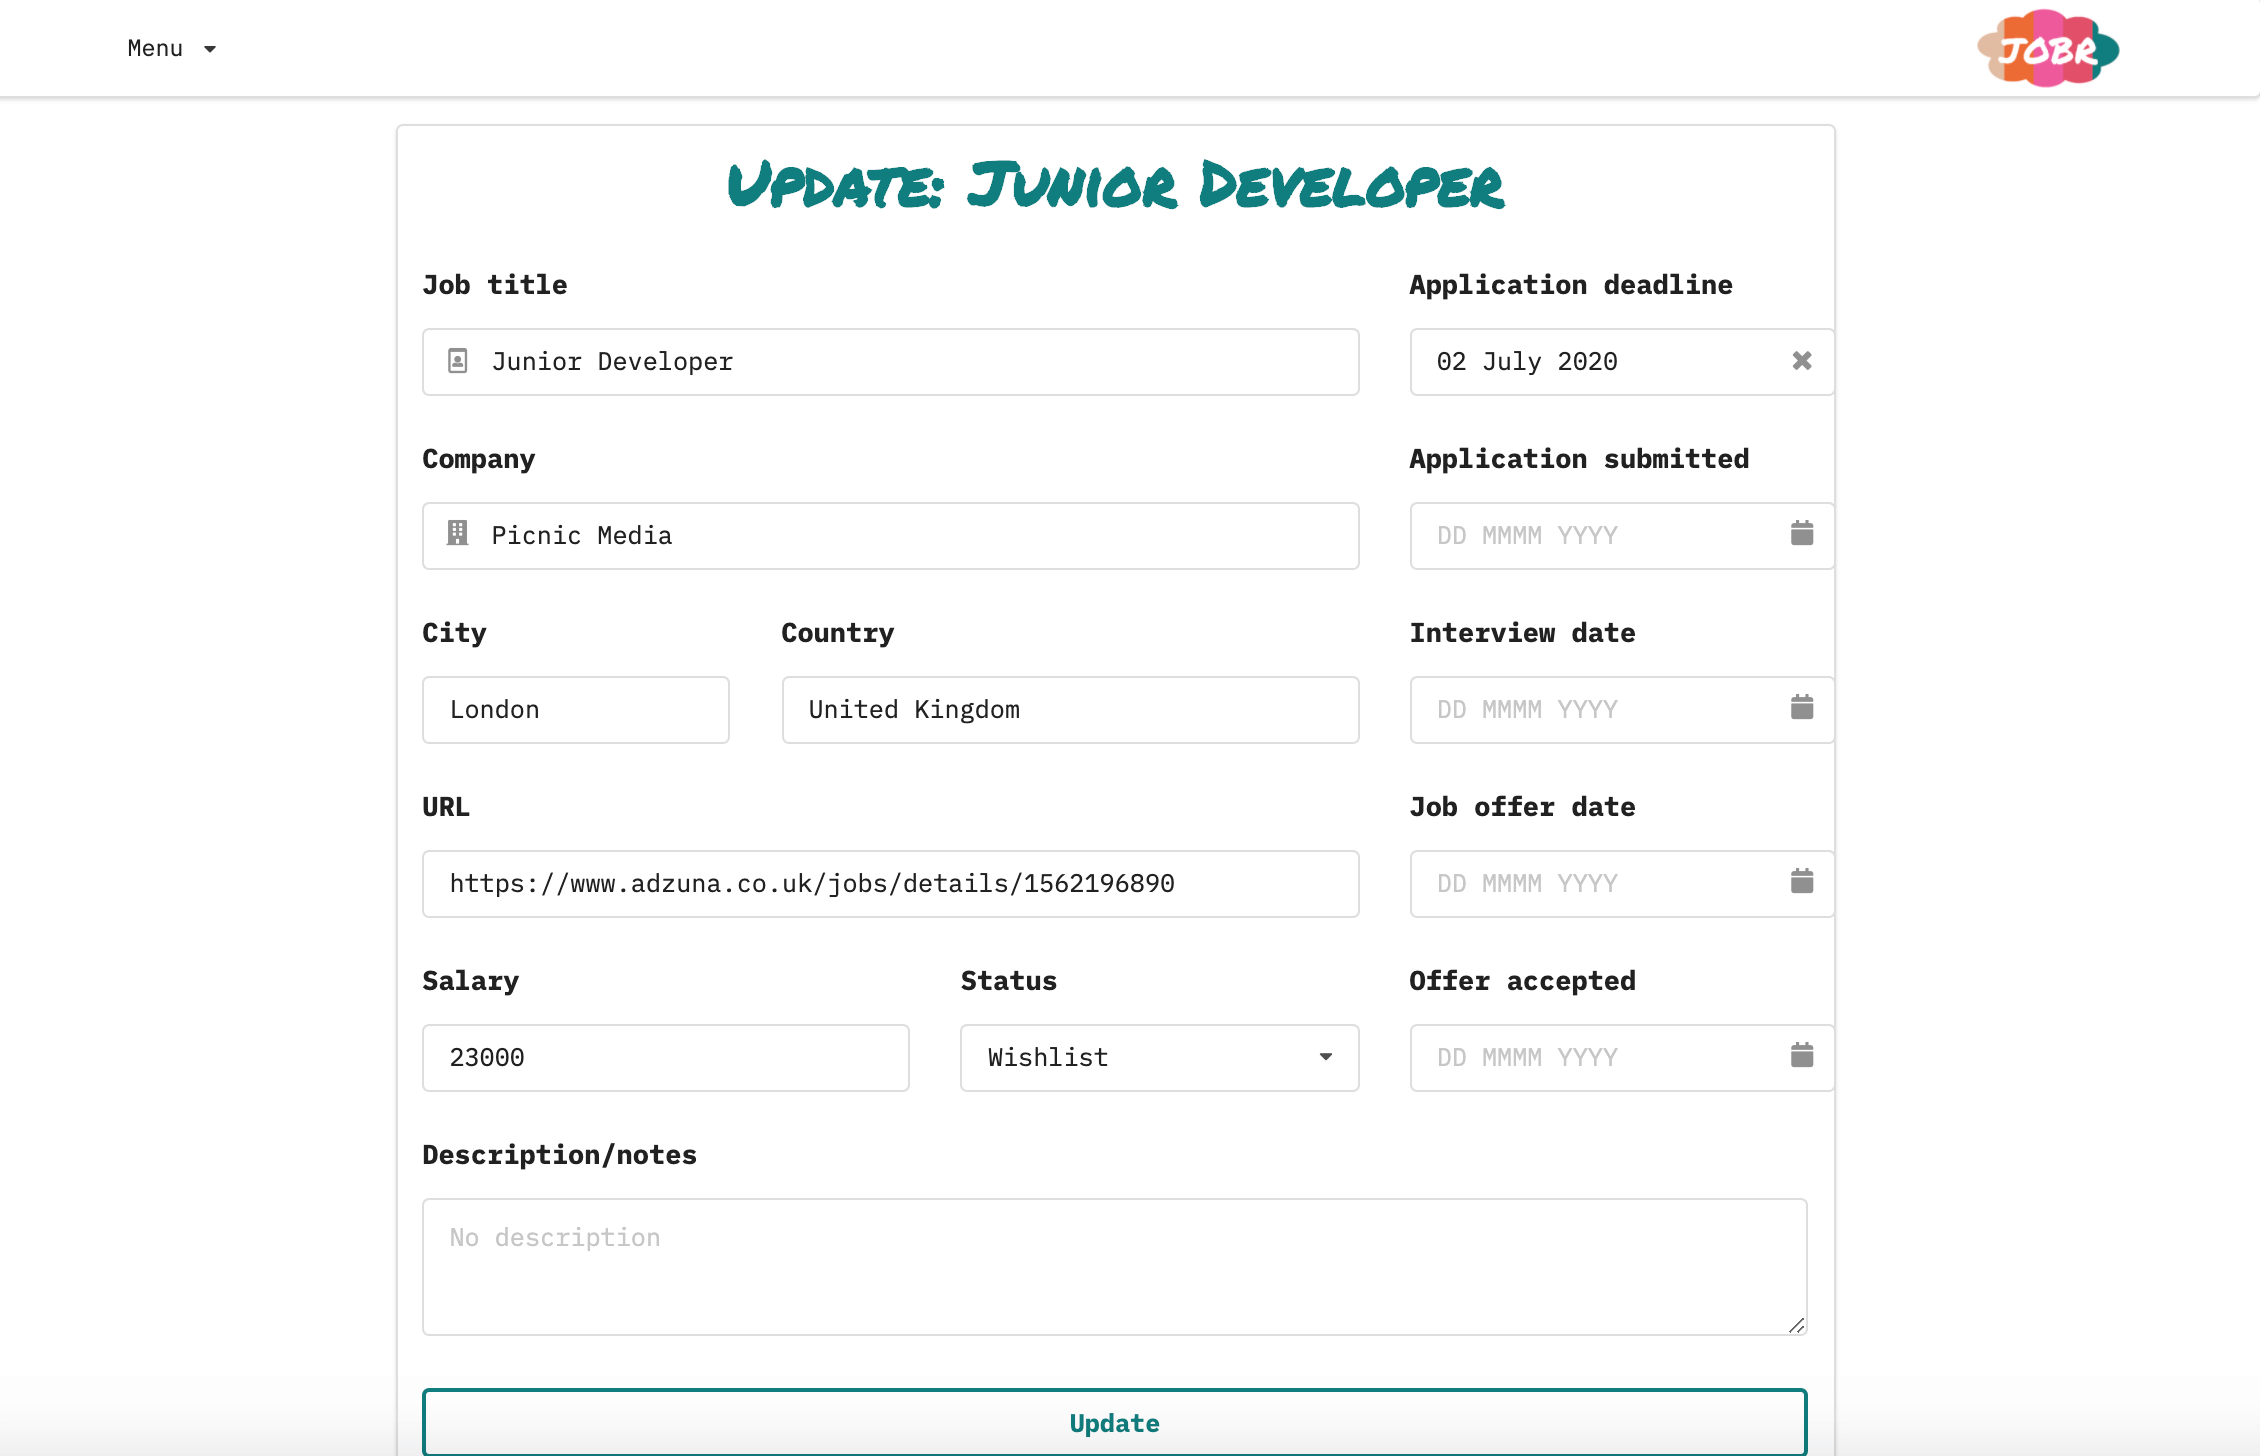 Menu
JOBR
Update: Junior Developer
Job title
Application deadline
Junior Developer
02 July 2020
Company
Application submitted
Picnic Media
DD MMMM YYYY
City
Country
Interview date
London
United Kingdom
DD MMMM YYYY
URL
Job offer date
https://www.adzuna.co.uk/jobs/details/1562196890
DD MMMM YYYY
Salary
Status
Offer accepted
23000
Wishlist
DD MMMM YYYY
Description/notes
No description
Update